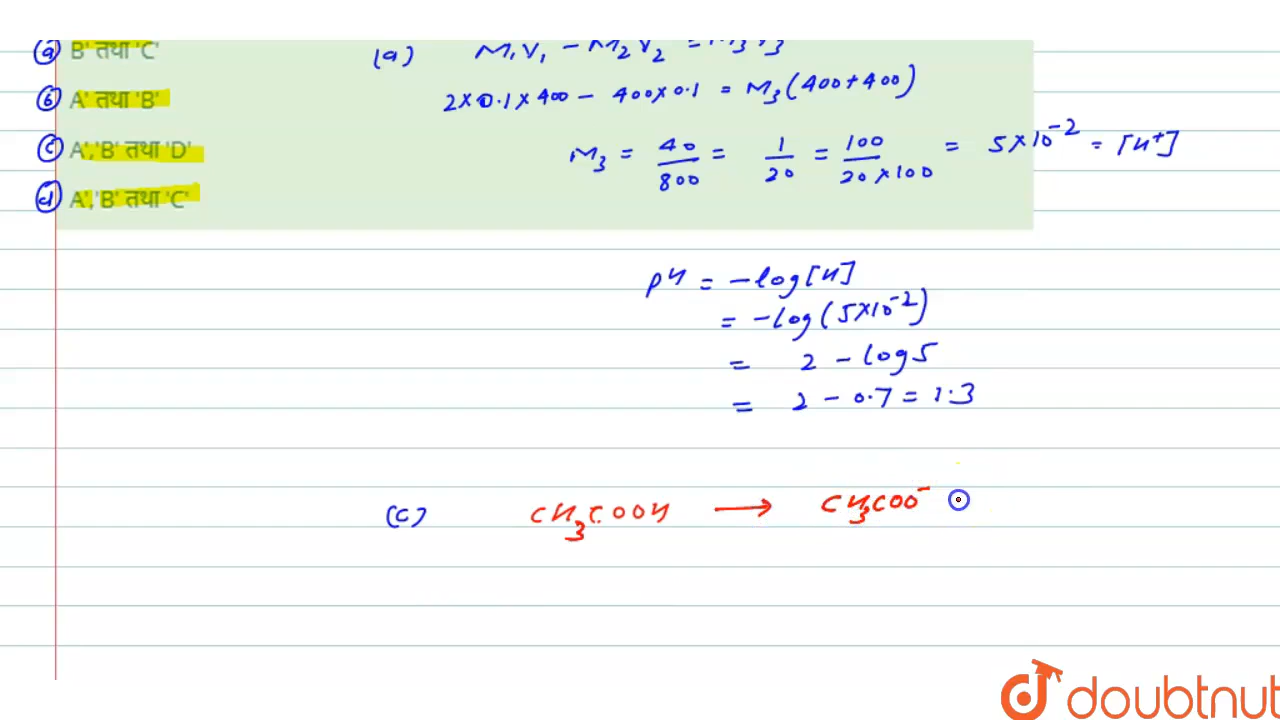 (a) B' तथा 'C'
(a) M₁V₁ − M₂V₂ = M₃V₃
(b) A' तथा 'B'
2×0.1×400 − 400×0.1 = M₃(400+400)
(c) A','B' तथा 'D'
M₃ = 40/800 = 1/20 = 100/20×100 = 5×10⁻² = [H⁺]
(d) A','B' तथा 'C'
pH = −log[H]
= −log(5×10⁻²)
= 2 − log5
= 2 − 0.7 = 1.3
(c) CH₃COOH → CH₃COO⁻
doubtnut